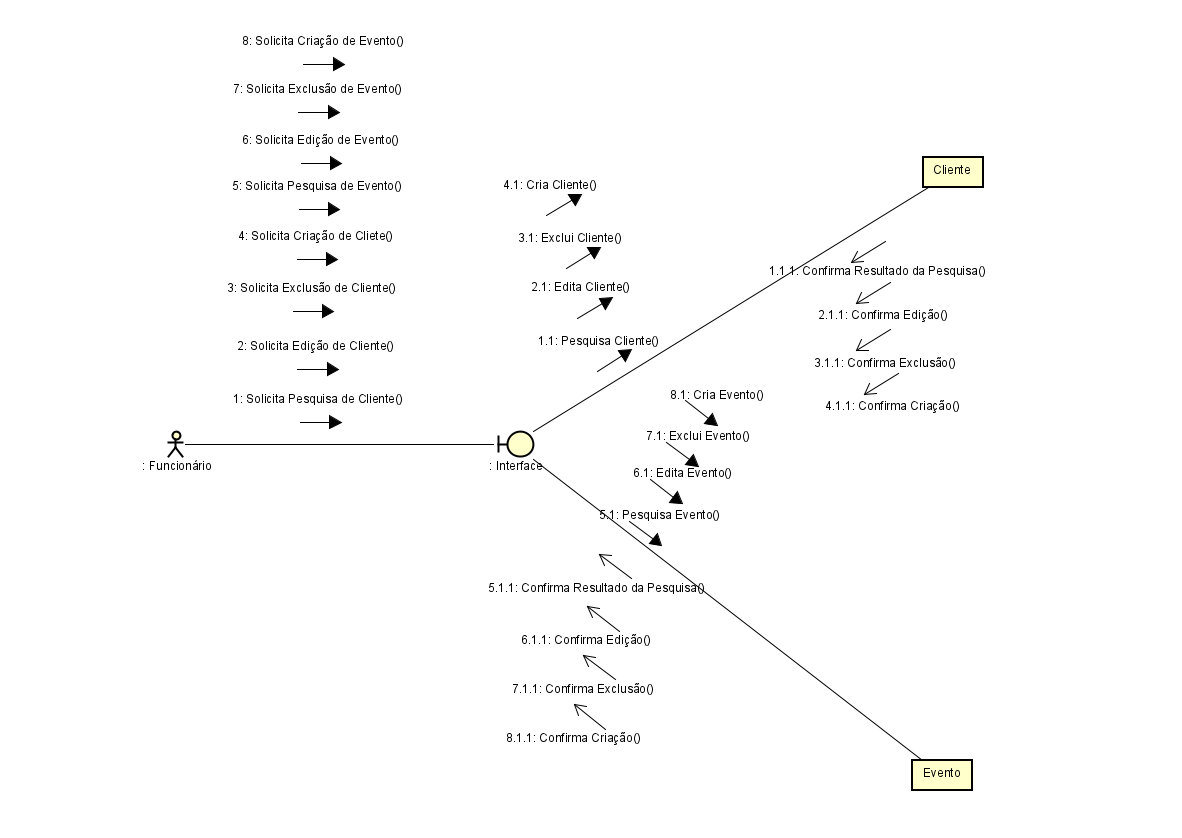 8: Solicita Criação de Evento()
7: Solicita Exclusão de Evento()
6: Solicita Edição de Evento()
5: Solicita Pesquisa de Evento()
4: Solicita Criação de Cliete()
3: Solicita Exclusão de Cliente()
2: Solicita Edição de Cliente()
1: Solicita Pesquisa de Cliente()
: Funcionário
: Interface
4.1: Cria Cliente()
3.1: Exclui Cliente()
2.1: Edita Cliente()
1.1: Pesquisa Cliente()
Cliente
1.1.1: Confirma Resultado da Pesquisa()
2.1.1: Confirma Edição()
3.1.1: Confirma Exclusão()
4.1.1: Confirma Criação()
8.1: Cria Evento()
7.1: Exclui Evento()
6.1: Edita Evento()
5.1: Pesquisa Evento()
5.1.1: Confirma Resultado da Pesquisa()
6.1.1: Confirma Edição()
7.1.1: Confirma Exclusão()
8.1.1: Confirma Criação()
Evento